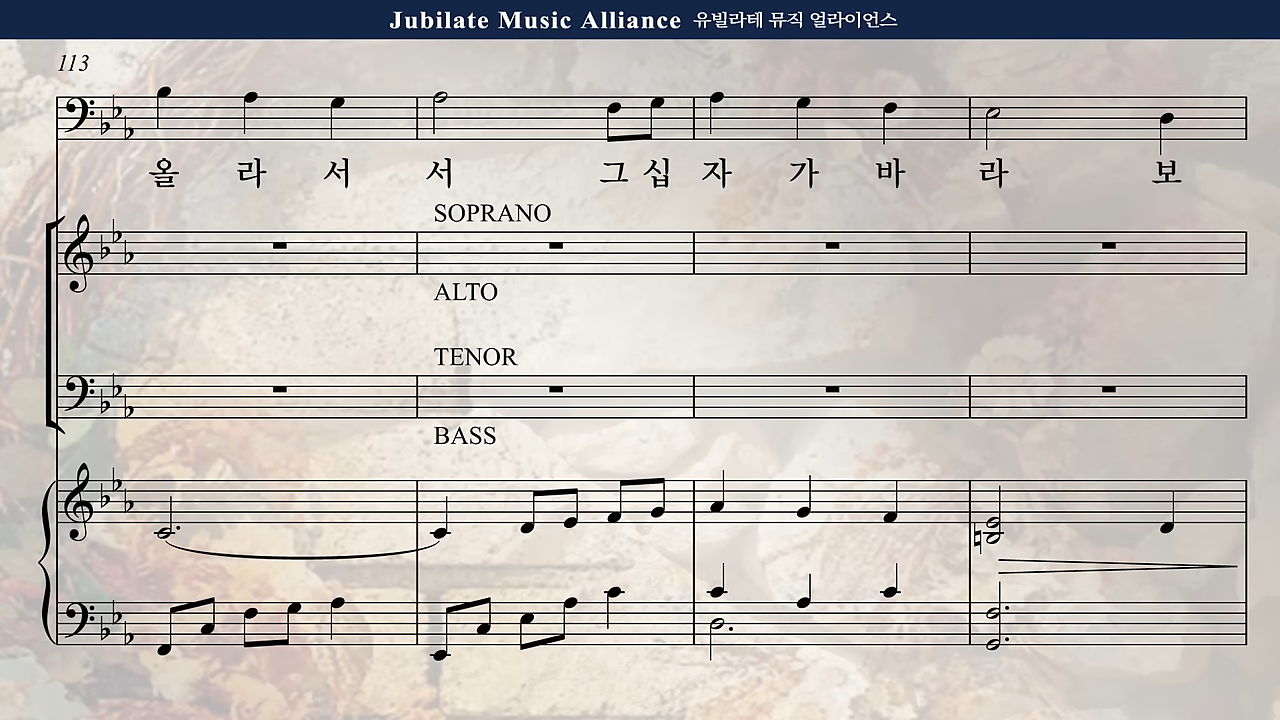 Jubilate Music Alliance 유빌라테 뮤직 얼라이언스
113
올 라 서 서 그 십 자 가 바 라 보
SOPRANO
ALTO
TENOR
BASS